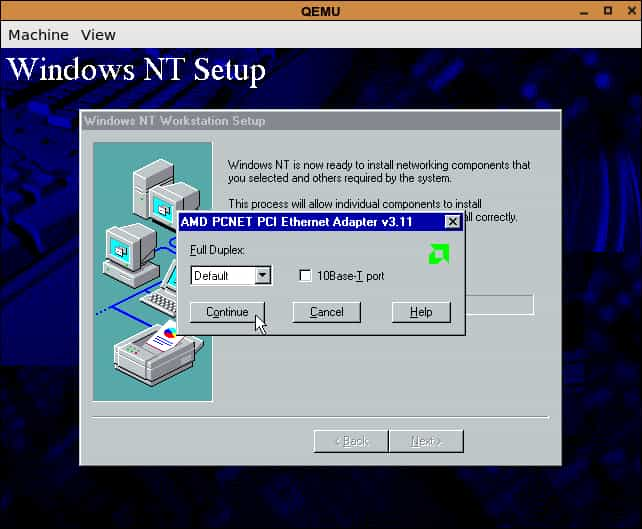 QEMU
Machine View
Windows NT Setup
Windows NT Workstation Setup
Windows NT is now ready to install networking components that
you selected and others required by the system.
This process will allow individual components to install
all correctly.
AMD PCNET PCI Ethernet Adapter v3.11
Full Duplex:
Default
10Base-T port
Continue
Cancel
Help
< Back
Next >